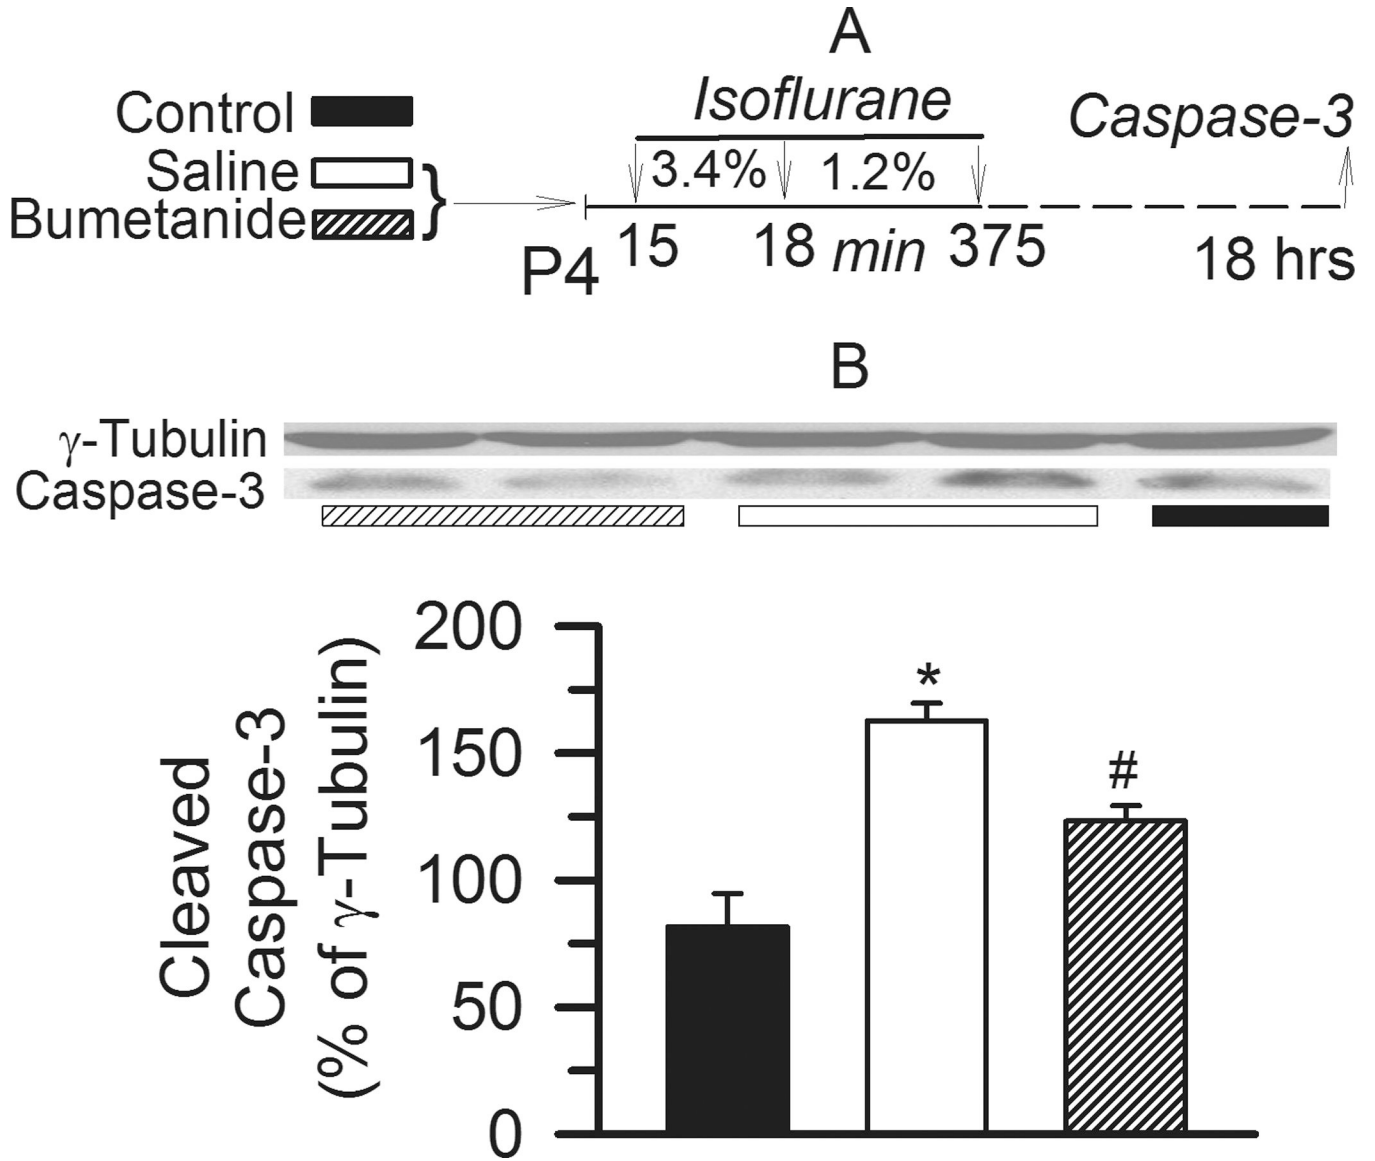 A
Isoflurane
Caspase-3
Control
Saline
Bumetanide
}
3.4%
1.2%
P4
15
18 min
375
18 hrs
B
γ-Tubulin
Caspase-3
200
150
100
50
0
Cleaved
Caspase-3
(% of γ-Tubulin)
*
#